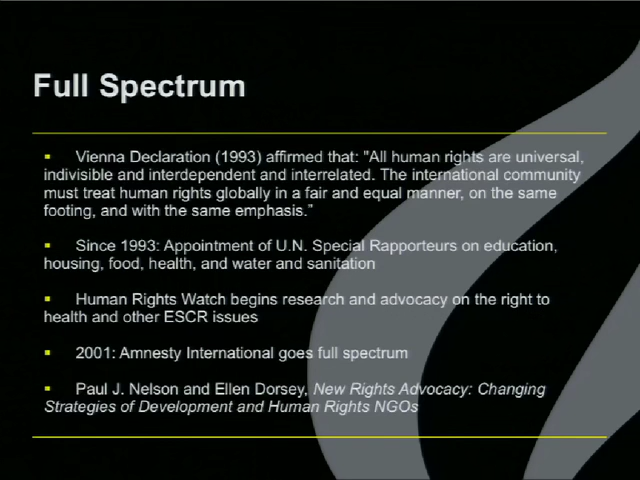 Full Spectrum
▪ Vienna Declaration (1993) affirmed that: "All human rights are universal,
indivisible and interdependent and interrelated. The international community
must treat human rights globally in a fair and equal manner, on the same
footing, and with the same emphasis.”
▪ Since 1993: Appointment of U.N. Special Rapporteurs on education,
housing, food, health, and water and sanitation
▪ Human Rights Watch begins research and advocacy on the right to
health and other ESCR issues
▪ 2001: Amnesty International goes full spectrum
▪ Paul J. Nelson and Ellen Dorsey, New Rights Advocacy: Changing
Strategies of Development and Human Rights NGOs